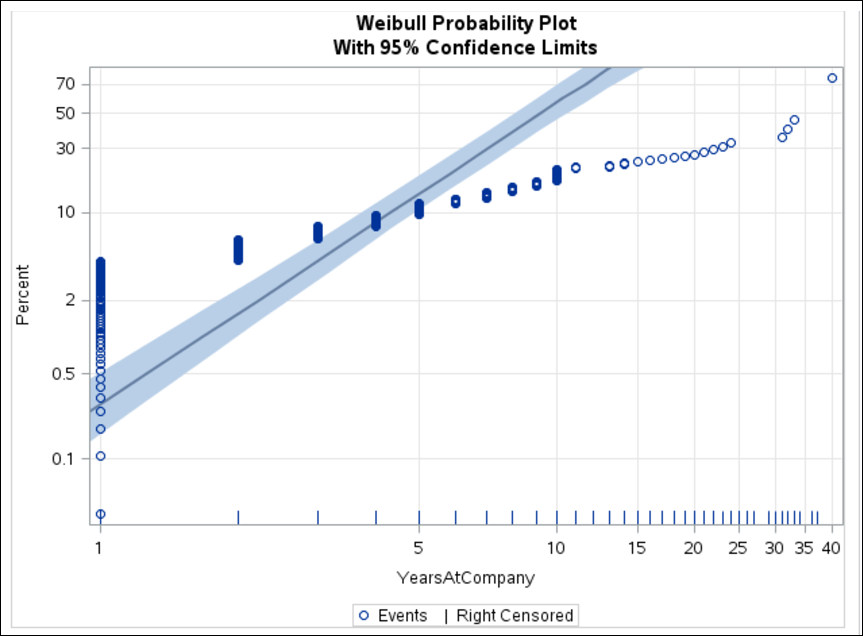 Weibull Probability Plot
With 95% Confidence Limits
70
50
30
10
2
0.5
0.1
Percent
1 5 10 15 20 25 30 35 40
YearsAtCompany
Events | Right Censored